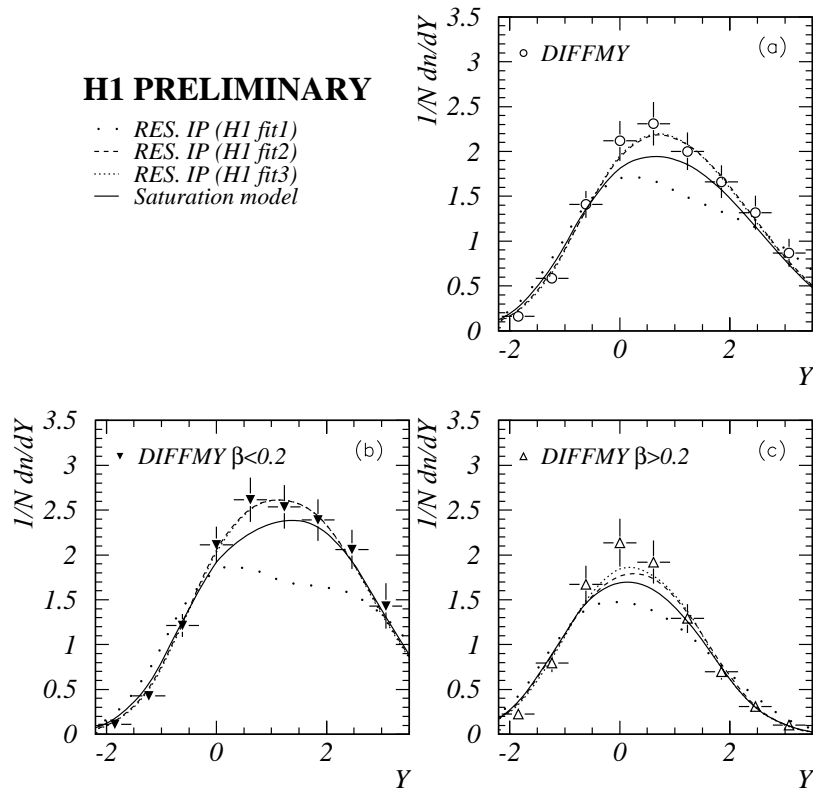 H1 PRELIMINARY
RES. IP (H1 fit1)
RES. IP (H1 fit2)
RES. IP (H1 fit3)
Saturation model
1/N dn/dY
3.5
3
2.5
2
1.5
1
0.5
0
DIFFMY
(a)
-2 0 2
Y
1/N dn/dY
3.5
3
2.5
2
1.5
1
0.5
0
DIFFMY β<0.2
(b)
-2 0 2
Y
1/N dn/dY
3.5
3
2.5
2
1.5
1
0.5
0
DIFFMY β>0.2
(c)
-2 0 2
Y